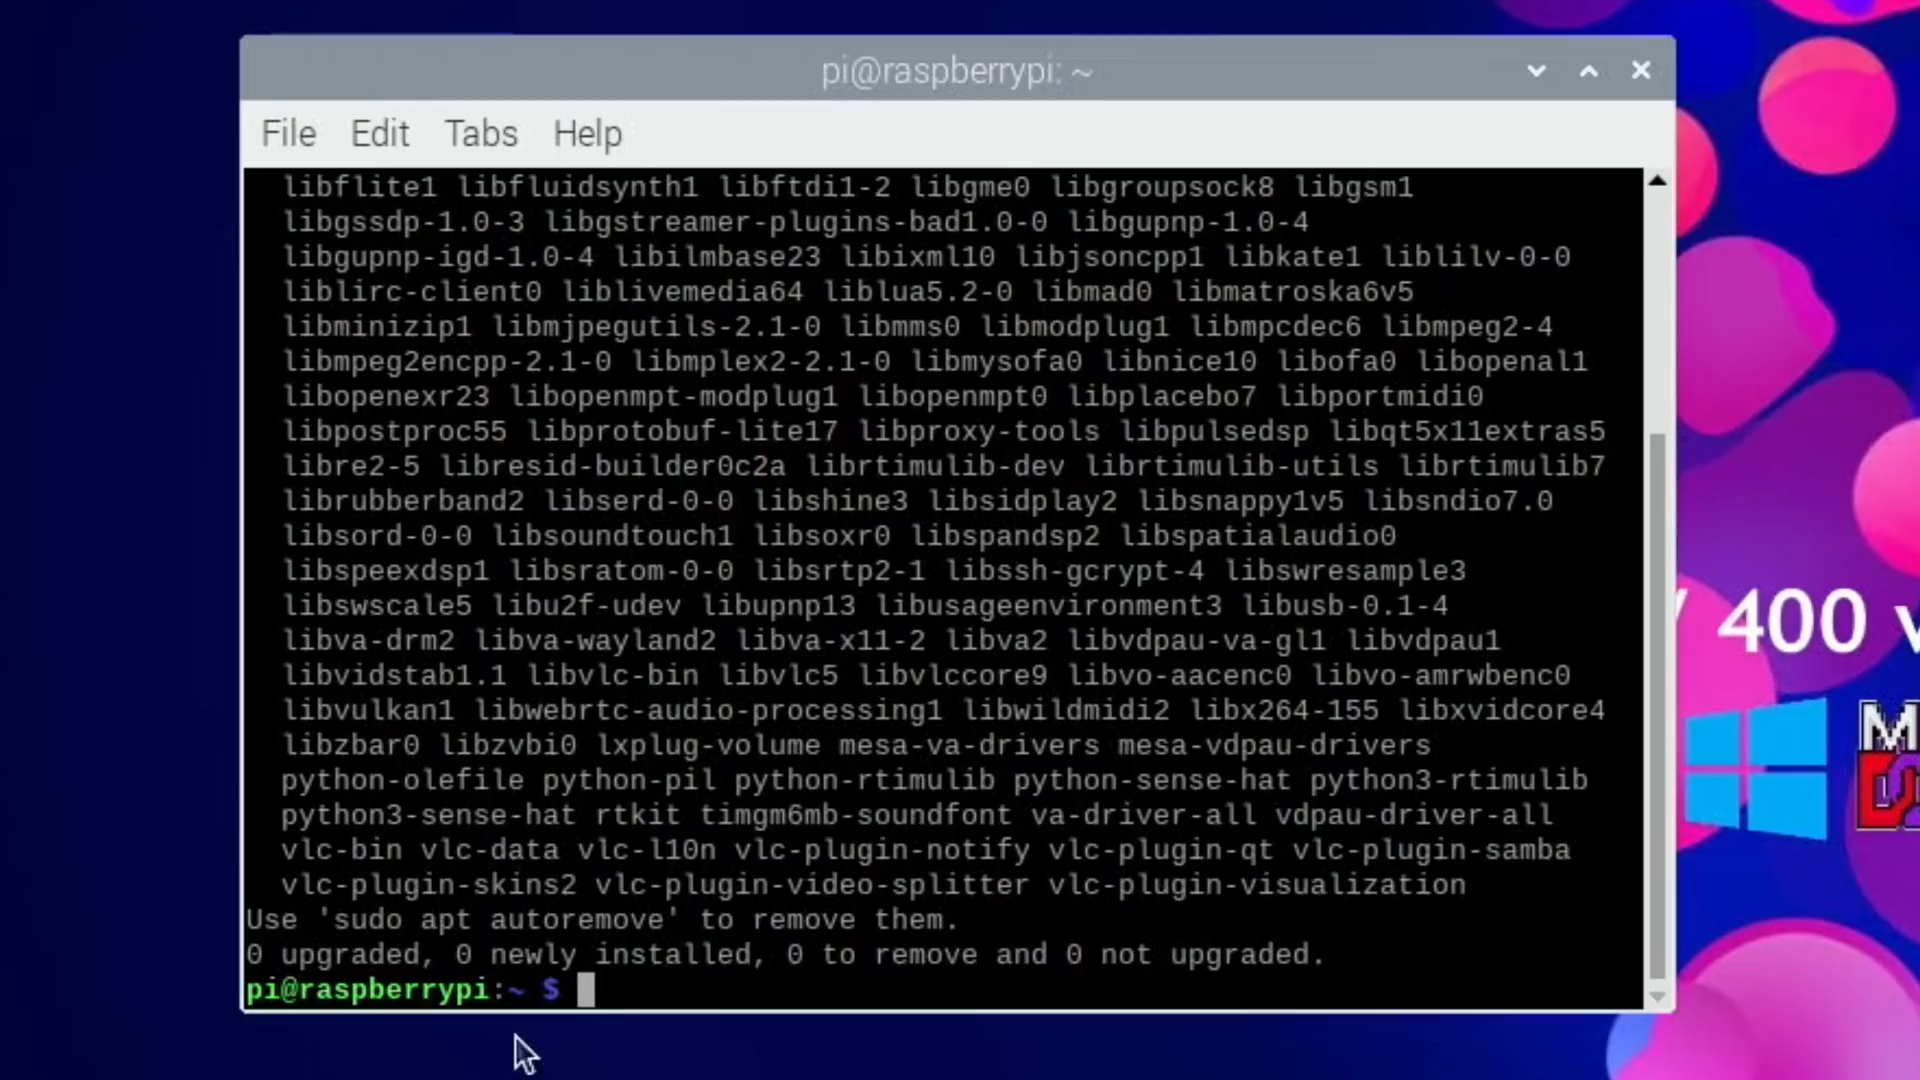 pi@raspberrypi: ~
File Edit Tabs Help
libflite1 libfluidsynth1 libftdi1-2 libgme0 libgroupsock8 libgsm1
libgssdp-1.0-3 libgstreamer-plugins-bad1.0-0 libgupnp-1.0-4
libgupnp-igd-1.0-4 libilmbase23 libixml10 libjsoncpp1 libkate1 liblilv-0-0
liblirc-client0 liblivemedia64 liblua5.2-0 libmad0 libmatroska6v5
libminizip1 libmjpegutils-2.1-0 libmms0 libmodplug1 libmpcdec6 libmpeg2-4
libmpeg2encpp-2.1-0 libmplex2-2.1-0 libmysofa0 libnice10 libofa0 libopenal1
libopenexr23 libopenmpt-modplug1 libopenmpt0 libplacebo7 libportmidi0
libpostproc55 libprotobuf-lite17 libproxy-tools libpulsedsp libqt5x11extras5
libre2-5 libresid-builder0c2a librtimulib-dev librtimulib-utils librtimulib7
librubberband2 libserd-0-0 libshine3 libsidplay2 libsnappy1v5 libsndio7.0
libsord-0-0 libsoundtouch1 libsoxr0 libspandsp2 libspatialaudio0
libspeexdsp1 libsratom-0-0 libsrtp2-1 libssh-gcrypt-4 libswresample3
libswscale5 libu2f-udev libupnp13 libusageenvironment3 libusb-0.1-4
libva-drm2 libva-wayland2 libva-x11-2 libva2 libvdpau-va-gl1 libvdpau1
libvidstab1.1 libvlc-bin libvlc5 libvlccore9 libvo-aacenc0 libvo-amrwbenc0
libvulkan1 libwebrtc-audio-processing1 libwildmidi2 libx264-155 libxvidcore4
libzbar0 libzvbi0 lxplug-volume mesa-va-drivers mesa-vdpau-drivers
python-olefile python-pil python-rtimulib python-sense-hat python3-rtimulib
python3-sense-hat rtkit timgm6mb-soundfont va-driver-all vdpau-driver-all
vlc-bin vlc-data vlc-l10n vlc-plugin-notify vlc-plugin-qt vlc-plugin-samba
vlc-plugin-skins2 vlc-plugin-video-splitter vlc-plugin-visualization
Use 'sudo apt autoremove' to remove them.
0 upgraded, 0 newly installed, 0 to remove and 0 not upgraded.
pi@raspberrypi:~ $
400